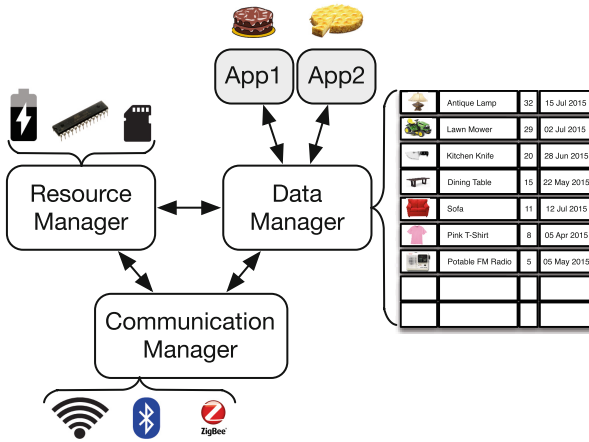 App1
App2
Resource
Manager
Data
Manager
Communication
Manager
ZigBee
Antique Lamp 32 15 Jul 2015
Lawn Mower 29 02 Jul 2015
Kitchen Knife 20 28 Jun 2015
Dining Table 15 22 May 2015
Sofa 11 12 Jul 2015
Pink T-Shirt 8 05 Apr 2015
Potable FM Radio 5 05 May 2015